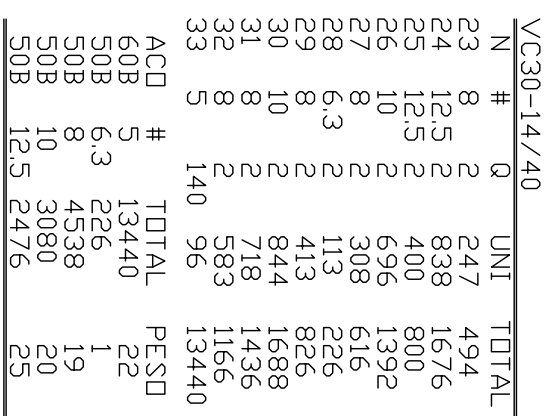 VC30-14/40
N # Q UNI TOTAL
23 8 2 247 494
24 12.5 2 838 1676
25 12.5 2 400 800
26 10 2 696 1392
27 8 2 308 616
28 6.3 2 113 226
29 8 2 413 826
30 10 2 844 1688
31 8 2 718 1436
32 8 2 583 1166
33 5 140 96 13440
ACO # TOTAL PESO
60B 5 13440 22
50B 6.3 226 1
50B 8 4538 19
50B 10 3080 20
50B 12.5 2476 25